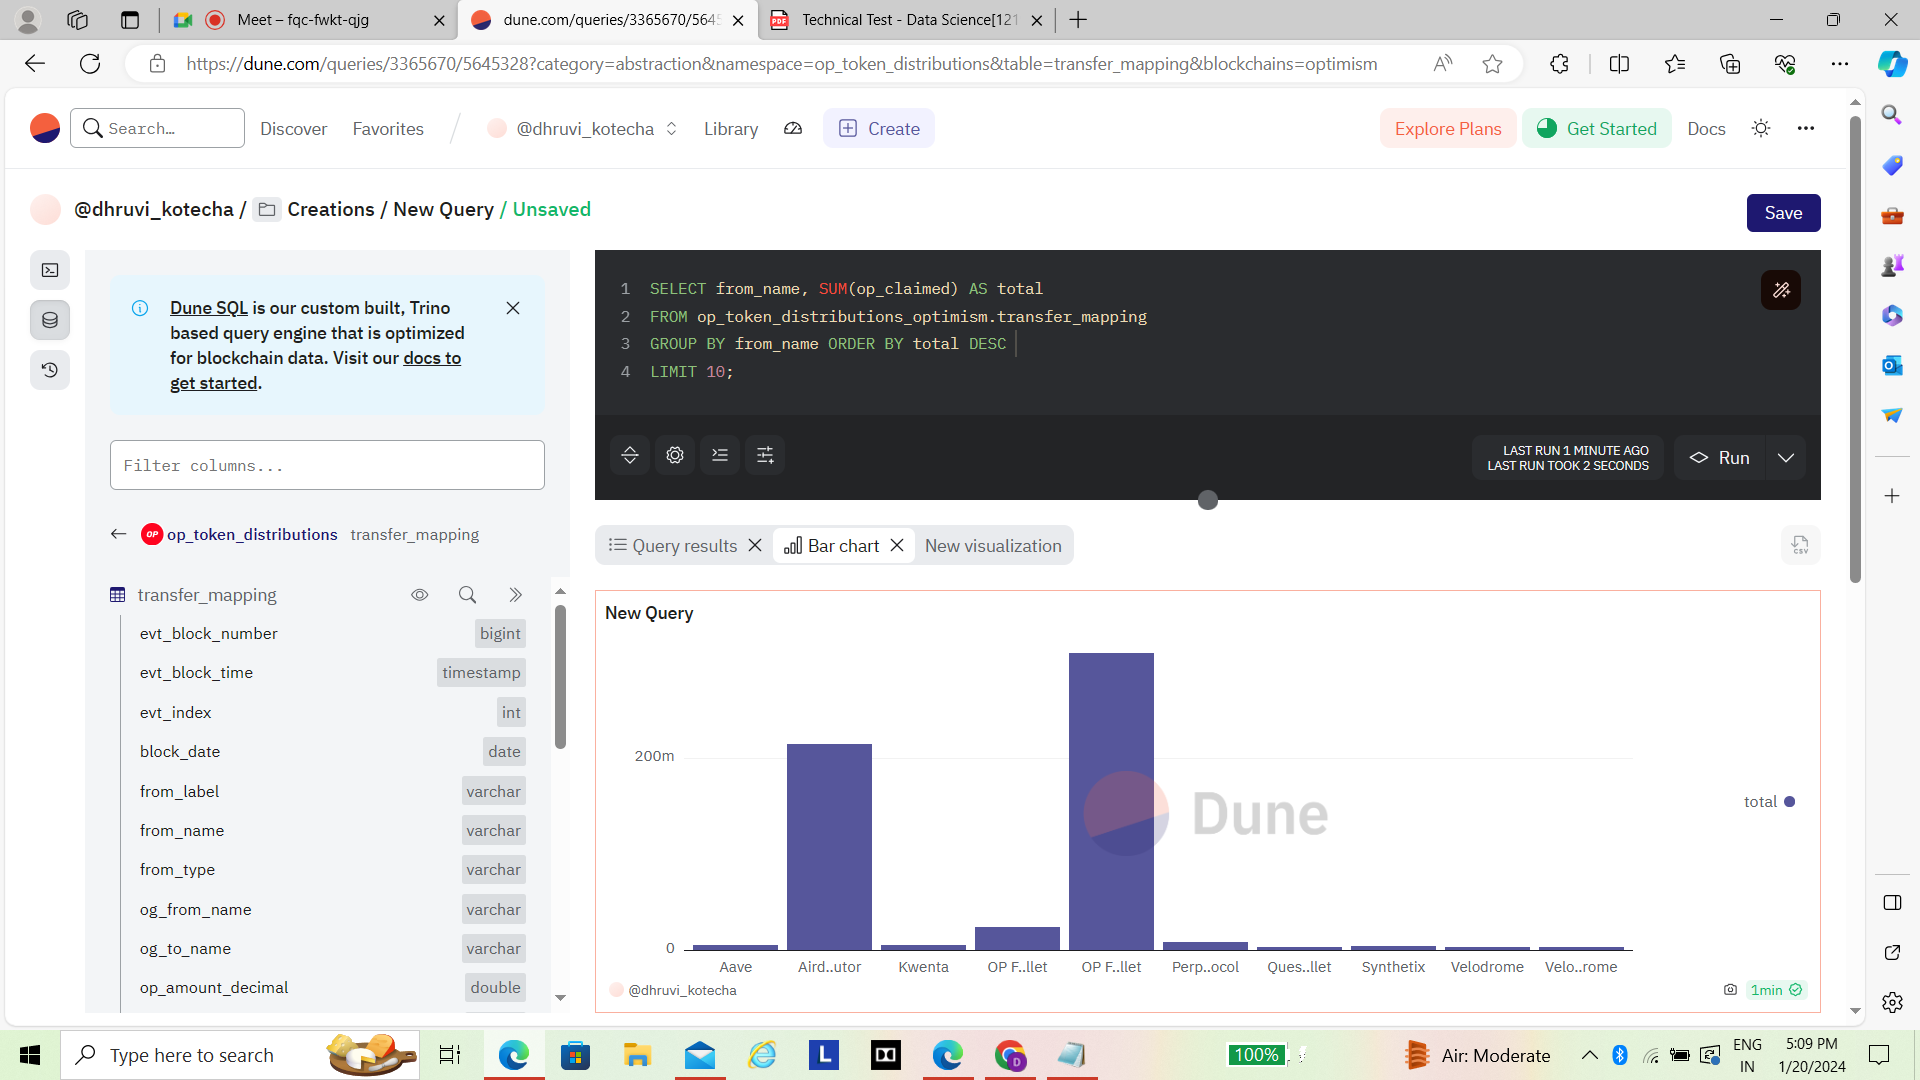 Meet – fqc-fwkt-qjg
dune.com/queries/3365670/5645
Technical Test - Data Science[121
https://dune.com/queries/3365670/5645328?category=abstraction&namespace=op_token_distributions&table=transfer_mapping&blockchains=optimism
Search…
Discover
Favorites
@dhruvi_kotecha
Library
Create
Explore Plans
Get Started
Docs
@dhruvi_kotecha / Creations / New Query / Unsaved
Save
Dune SQL is our custom built, Trino
based query engine that is optimized
for blockchain data. Visit our docs to
get started.
Filter columns...
op_token_distributions transfer_mapping
transfer_mapping
evt_block_number bigint
evt_block_time timestamp
evt_index int
block_date date
from_label varchar
from_name varchar
from_type varchar
og_from_name varchar
og_to_name varchar
op_amount_decimal double
1 SELECT from_name, SUM(op_claimed) AS total
2 FROM op_token_distributions_optimism.transfer_mapping
3 GROUP BY from_name ORDER BY total DESC
4 LIMIT 10;
LAST RUN 1 MINUTE AGO
LAST RUN TOOK 2 SECONDS
Run
Query results
Bar chart
New visualization
CSV
New Query
200m
0
Dune
total
Aave Aird..utor Kwenta OP F..llet OP F..llet Perp..ocol Ques..llet Synthetix Velodrome Velo..rome
@dhruvi_kotecha
1min
Type here to search
100%
Air: Moderate
ENG
IN
5:09 PM
1/20/2024